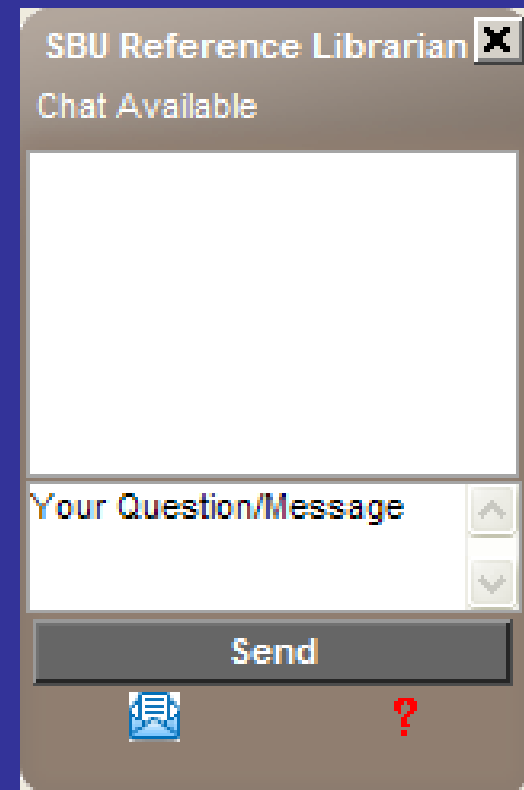 SBU Reference Librarian
Chat Available
Your Question/Message
Send
?